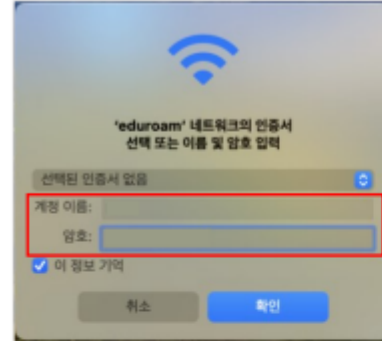 'eduroam' 네트워크의 인증서
선택 또는 이름 및 암호 입력
선택된 인증서 없음
계정 이름:
암호:
이 정보 기억
취소
확인